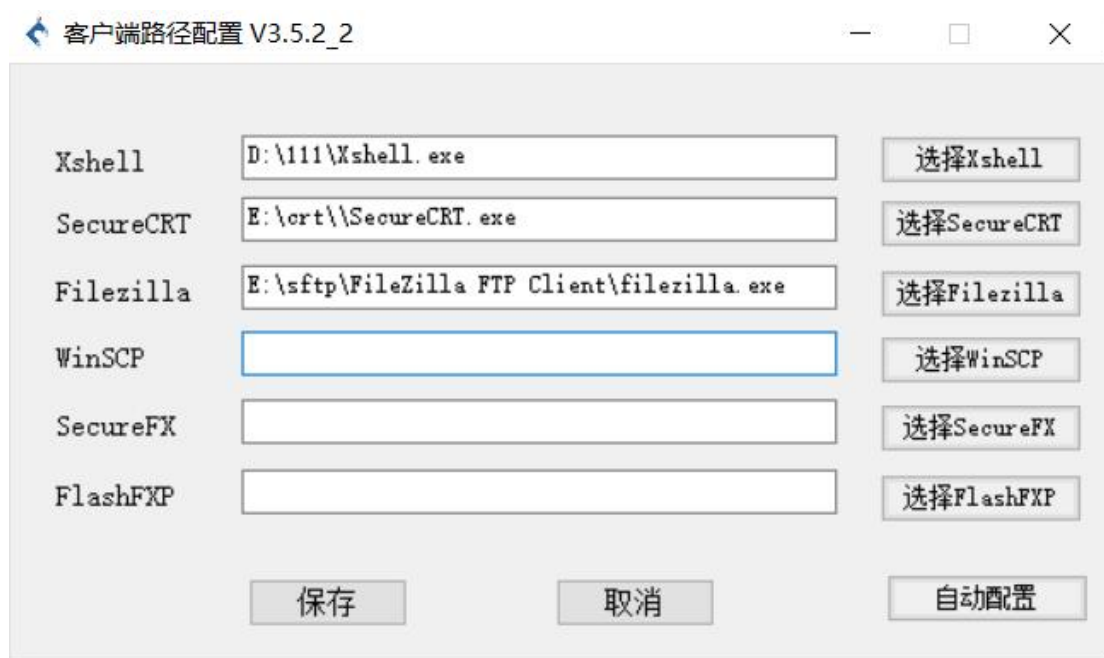 客户端路径配置 V3.5.2_2
Xshell D:\111\Xshell.exe 选择Xshell
SecureCRT E:\crt\\SecureCRT.exe 选择SecureCRT
Filezilla E:\sftp\FileZilla FTP Client\filezilla.exe 选择Filezilla
WinSCP 选择WinSCP
SecureFX 选择SecureFX
FlashFXP 选择FlashFXP
保存 取消 自动配置